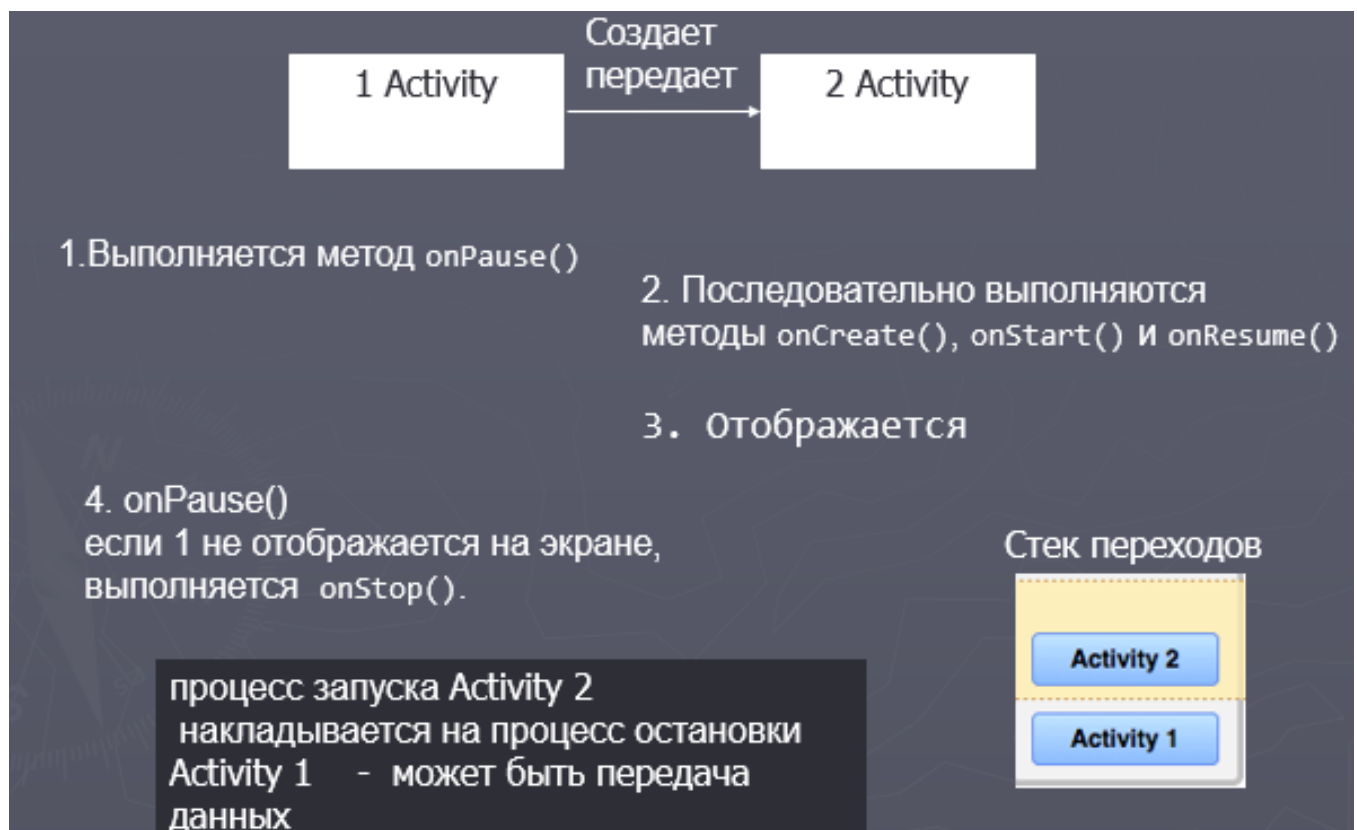 Создает
передает
1 Activity
2 Activity
1.Выполняется метод onPause()
2. Последовательно выполняются
методы onCreate(), onStart() и onResume()
3. Отображается
4. onPause()
если 1 не отображается на экране,
выполняется onStop().
Стек переходов
Activity 2
Activity 1
процесс запуска Activity 2
накладывается на процесс остановки
Activity 1 - может быть передача
данных